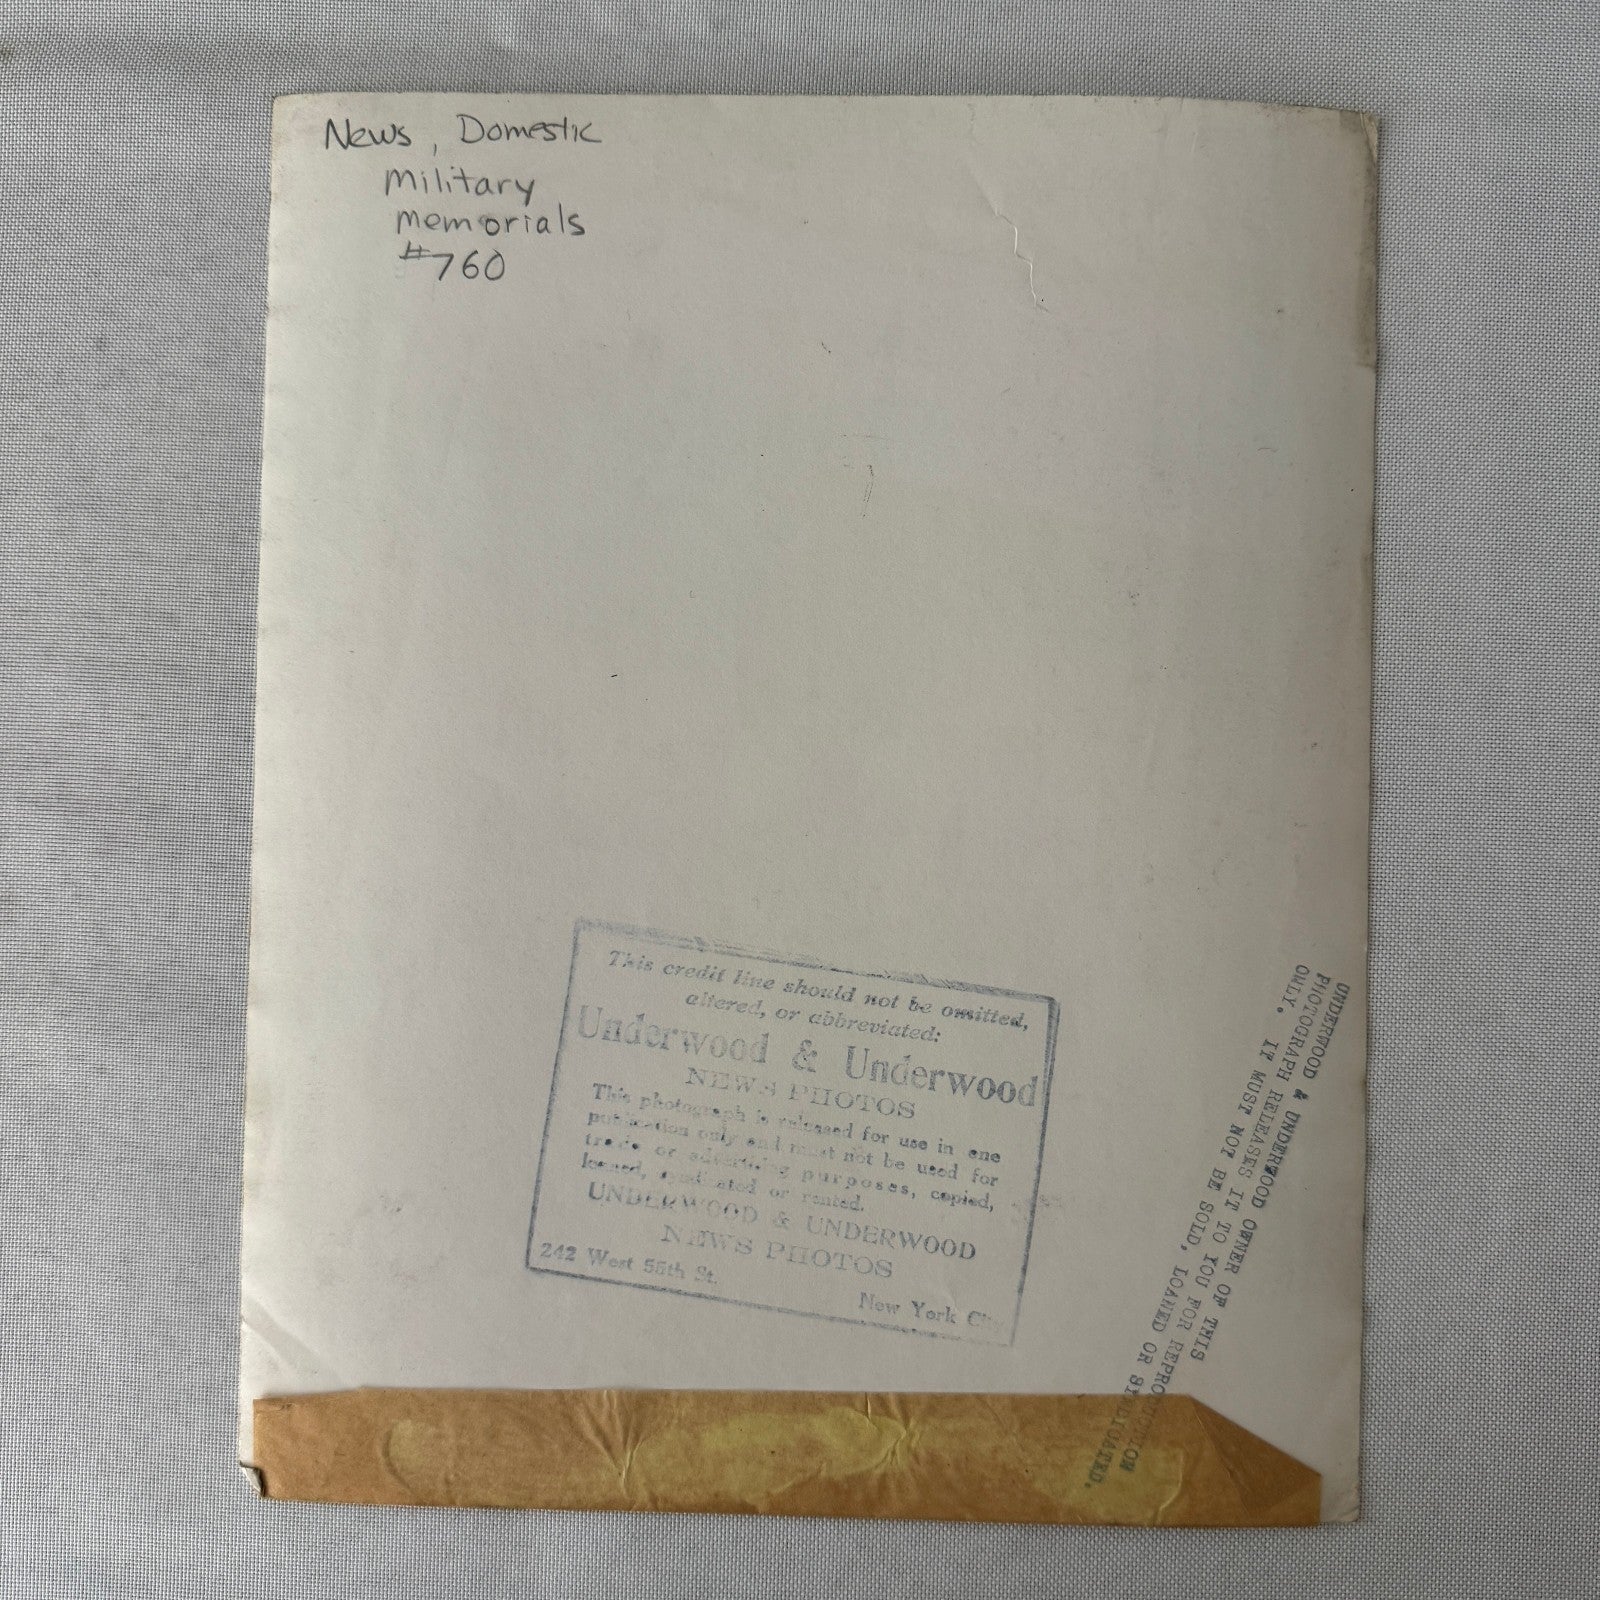 News, Domestic
Military
Memorials
#760
This credit line should not be omitted,
altered, or abbreviated:
Underwood & Underwood
NEWS PHOTOS
This photograph is released for use in one
publication only and must not be used for
trade or advertising purposes, copied,
loaned, syndicated or rented.
UNDERWOOD & UNDERWOOD
NEWS PHOTOS
242 West 55th St.
New York City
UNDERWOOD & UNDERWOOD OWNER OF THIS
PHOTOGRAPH RELEASES IT TO YOU FOR REPRODUCTION
ONLY. IT MUST NOT BE SOLD, LOANED OR SYNDICATED.